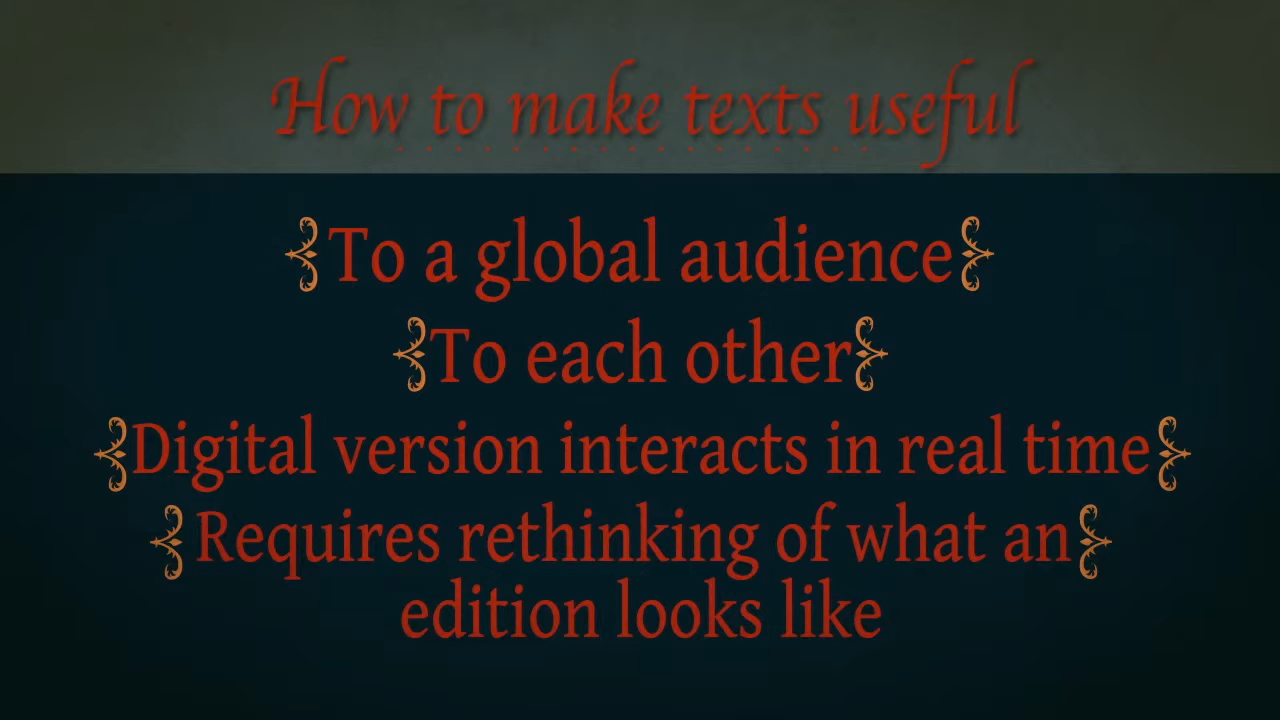 How to make texts useful
To a global audience
To each other
Digital version interacts in real time
Requires rethinking of what an
edition looks like